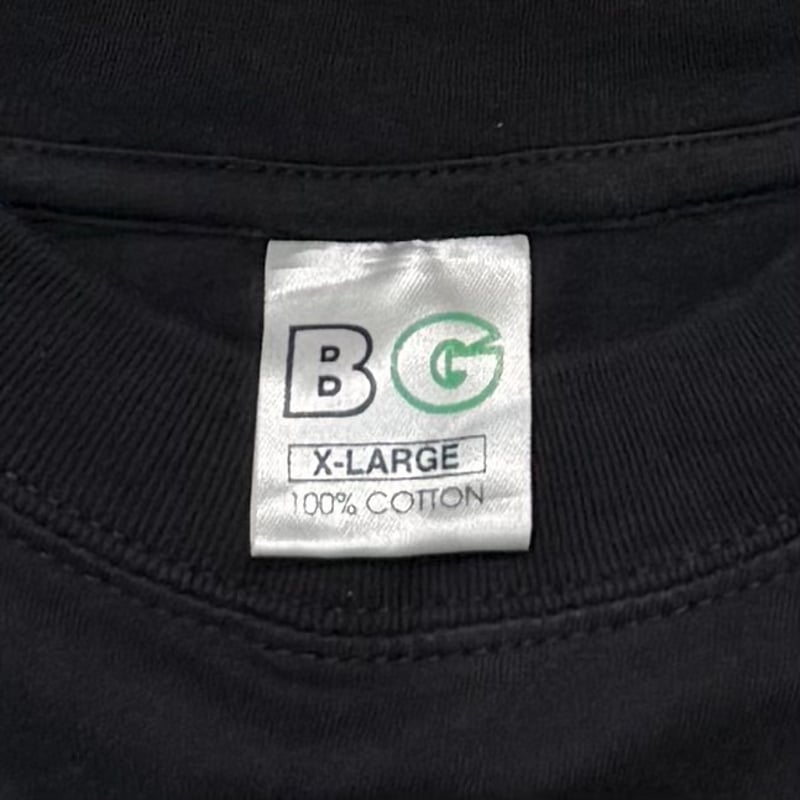 BG
X-LARGE
100% COTTON